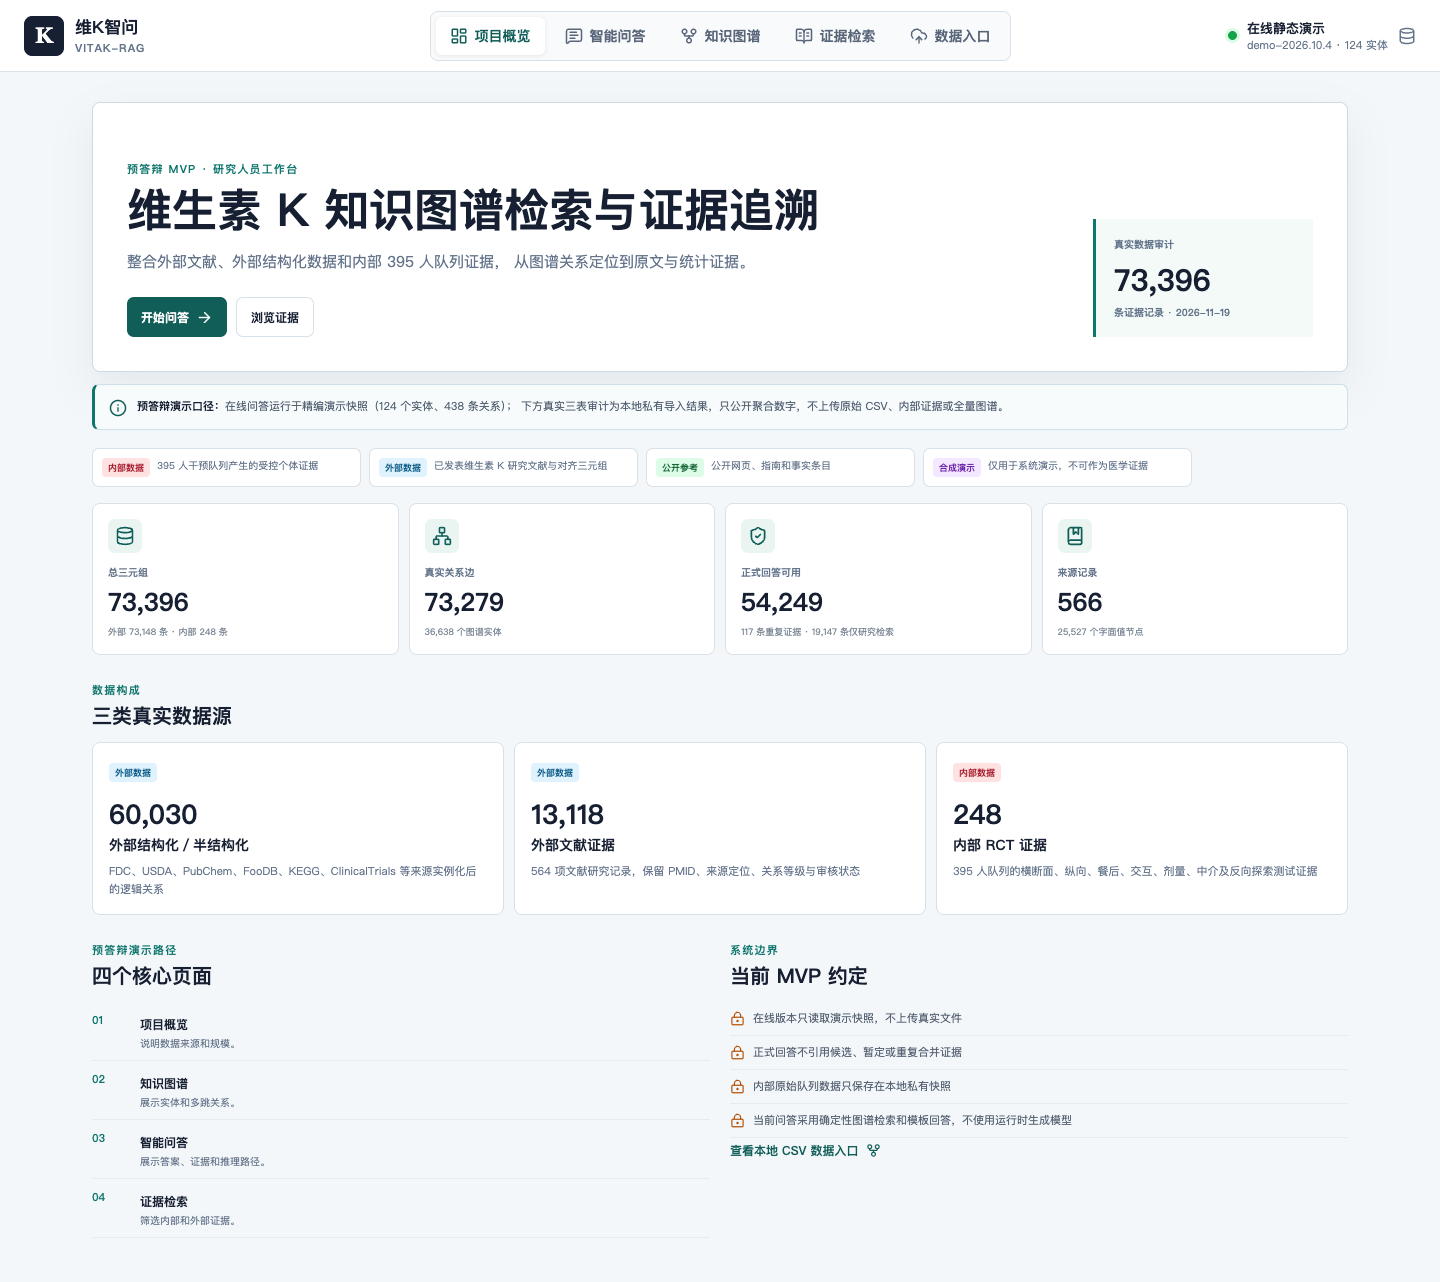 K
维K智问
VITAK-RAG
项目概览
智能问答
知识图谱
证据检索
数据入口
在线静态演示
demo-2026.10.4 · 124 实体
预答辩 MVP · 研究人员工作台
维生素 K 知识图谱检索与证据追溯
整合外部文献、外部结构化数据和内部 395 人队列证据， 从图谱关系定位到原文与统计证据。
开始问答
浏览证据
真实数据审计
73,396
条证据记录 · 2026-11-19
预答辩演示口径：在线问答运行于精编演示快照（124 个实体、438 条关系）； 下方真实三表审计为本地私有导入结果，只公开聚合数字，不上传原始 CSV、内部证据或全量图谱。
内部数据 395 人干预队列产生的受控个体证据
外部数据 已发表维生素 K 研究文献与对齐三元组
公开参考 公开网页、指南和事实条目
合成演示 仅用于系统演示，不可作为医学证据
总三元组
73,396
外部 73,148 条 · 内部 248 条
真实关系边
73,279
36,638 个图谱实体
正式回答可用
54,249
117 条重复证据 · 19,147 条仅研究检索
来源记录
566
25,527 个字面值节点
数据构成
三类真实数据源
外部数据
60,030
外部结构化 / 半结构化
FDC、USDA、PubChem、FooDB、KEGG、ClinicalTrials 等来源实例化后
的逻辑关系
外部数据
13,118
外部文献证据
564 项文献研究记录，保留 PMID、来源定位、关系等级与审核状态
内部数据
248
内部 RCT 证据
395 人队列的横断面、纵向、餐后、交互、剂量、中介及反向探索测试证据
预答辩演示路径
四个核心页面
01
项目概览
说明数据来源和规模。
02
知识图谱
展示实体和多跳关系。
03
智能问答
展示答案、证据和推理路径。
04
证据检索
筛选内部和外部证据。
系统边界
当前 MVP 约定
在线版本只读取演示快照，不上传真实文件
正式回答不引用候选、暂定或重复合并证据
内部原始队列数据只保存在本地私有快照
当前问答采用确定性图谱检索和模板回答，不使用运行时生成模型
查看本地 CSV 数据入口